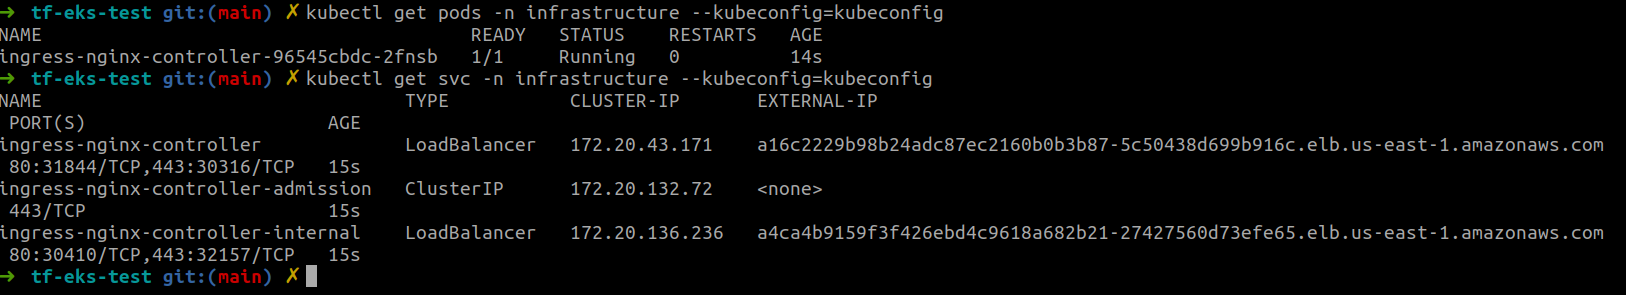 → tf-eks-test git:(main) ✗ kubectl get pods -n infrastructure --kubeconfig=kubeconfig
NAME READY STATUS RESTARTS AGE
ingress-nginx-controller-96545cbdc-2fnsb 1/1 Running 0 14s
→ tf-eks-test git:(main) ✗ kubectl get svc -n infrastructure --kubeconfig=kubeconfig
NAME TYPE CLUSTER-IP EXTERNAL-IP
PORT(S) AGE
ingress-nginx-controller LoadBalancer 172.20.43.171 a16c2229b98b24adc87ec2160b0b3b87-5c50438d699b916c.elb.us-east-1.amazonaws.com
80:31844/TCP,443:30316/TCP 15s
ingress-nginx-controller-admission ClusterIP 172.20.132.72 <none>
443/TCP 15s
ingress-nginx-controller-internal LoadBalancer 172.20.136.236 a4ca4b9159f3f426ebd4c9618a682b21-27427560d73efe65.elb.us-east-1.amazonaws.com
80:30410/TCP,443:32157/TCP 15s
→ tf-eks-test git:(main) ✗